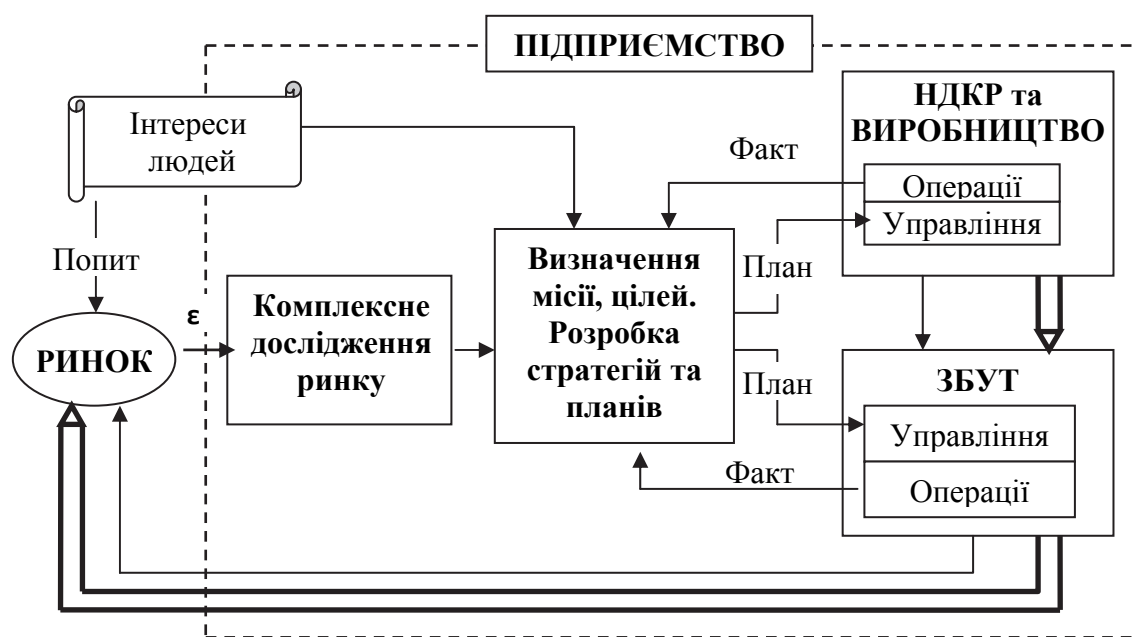 ПІДПРИЄМСТВО
Інтереси
людей
НДКР та
ВИРОБНИЦТВО
Факт
Операції
Управління
Попит
План
Визначення
місії, цілей.
Розробка
стратегій та
планів
Комплексне
дослідження
ринку
ε
РИНОК
План
ЗБУТ
Управління
Факт
Операції